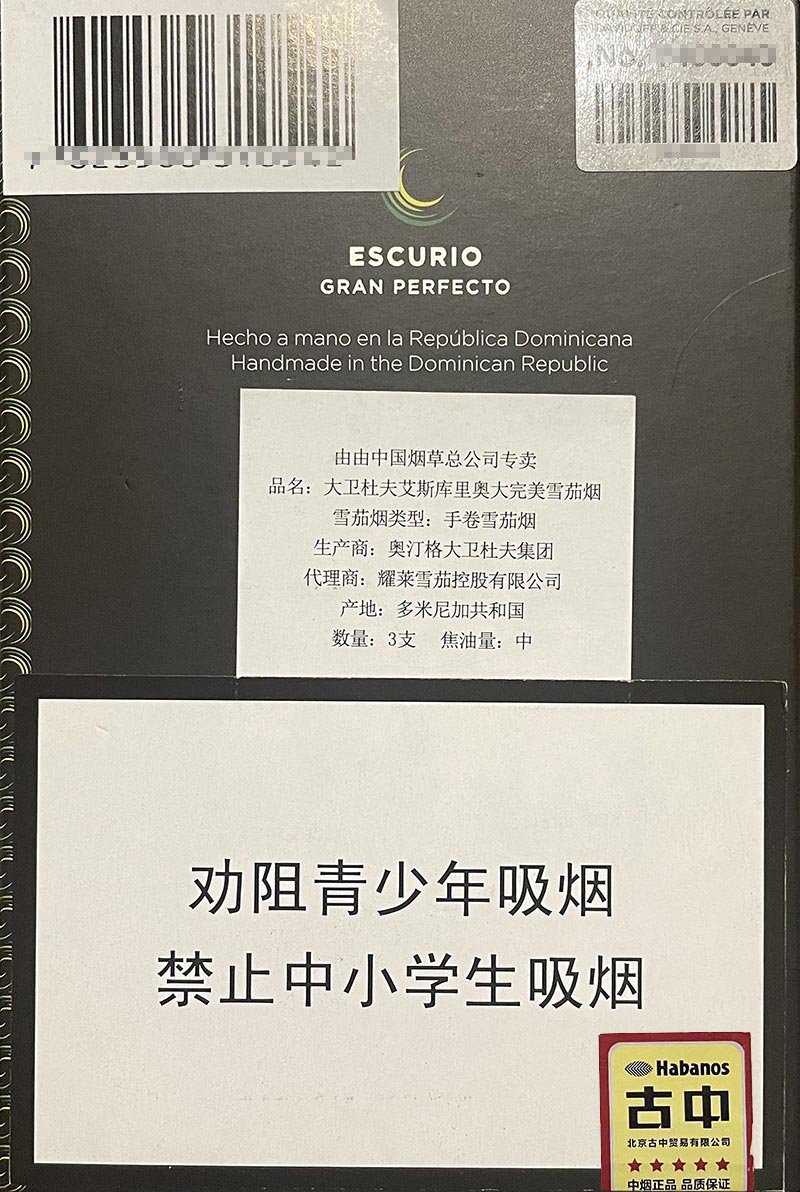 CONTRÔLÉE PAR
DAVIDOFF & CIE S.A., GENÈVE
NO.
ESCURIO
GRAN PERFECTO
Hecho a mano en la República Dominicana
Handmade in the Dominican Republic
由由中国烟草总公司专卖
品名：大卫杜夫艾斯库里奥大完美雪茄烟
雪茄烟类型：手卷雪茄烟
生产商：奥汀格大卫杜夫集团
代理商：耀莱雪茄控股有限公司
产地：多米尼加共和国
数量：3支 焦油量：中
劝阻青少年吸烟
禁止中小学生吸烟
Habanos
古中
北京古中贸易有限公司
中烟正品 品质保证